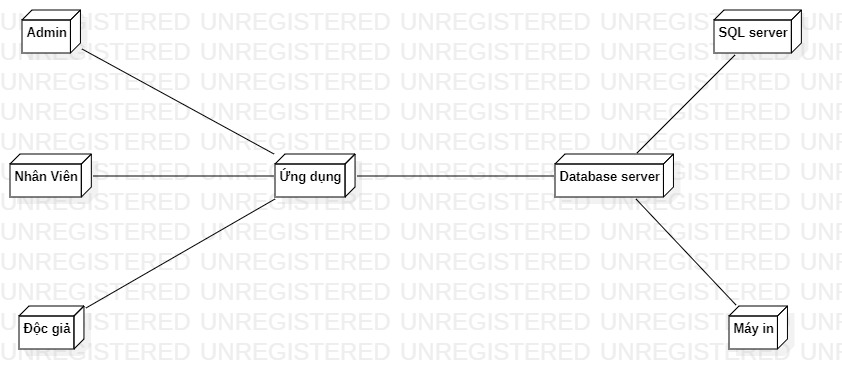 Admin
SQL server
Nhân Viên
Ứng dụng
Database server
Độc giả
Máy in
UNREGISTERED